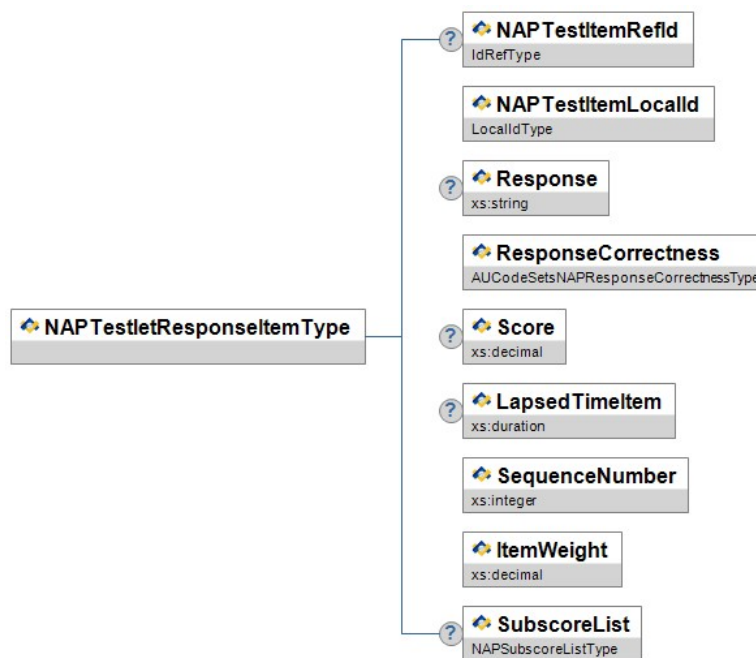 ?
NAPTestItemRefId
IdRefType
NAPTestItemLocalId
LocalIdType
?
Response
xs:string
ResponseCorrectness
AUCodeSetsNAPResponseCorrectnessType
NAPTestletResponseItemType
?
Score
xs:decimal
?
LapsedTimeItem
xs:duration
SequenceNumber
xs:integer
ItemWeight
xs:decimal
?
SubscoreList
NAPSubscoreListType